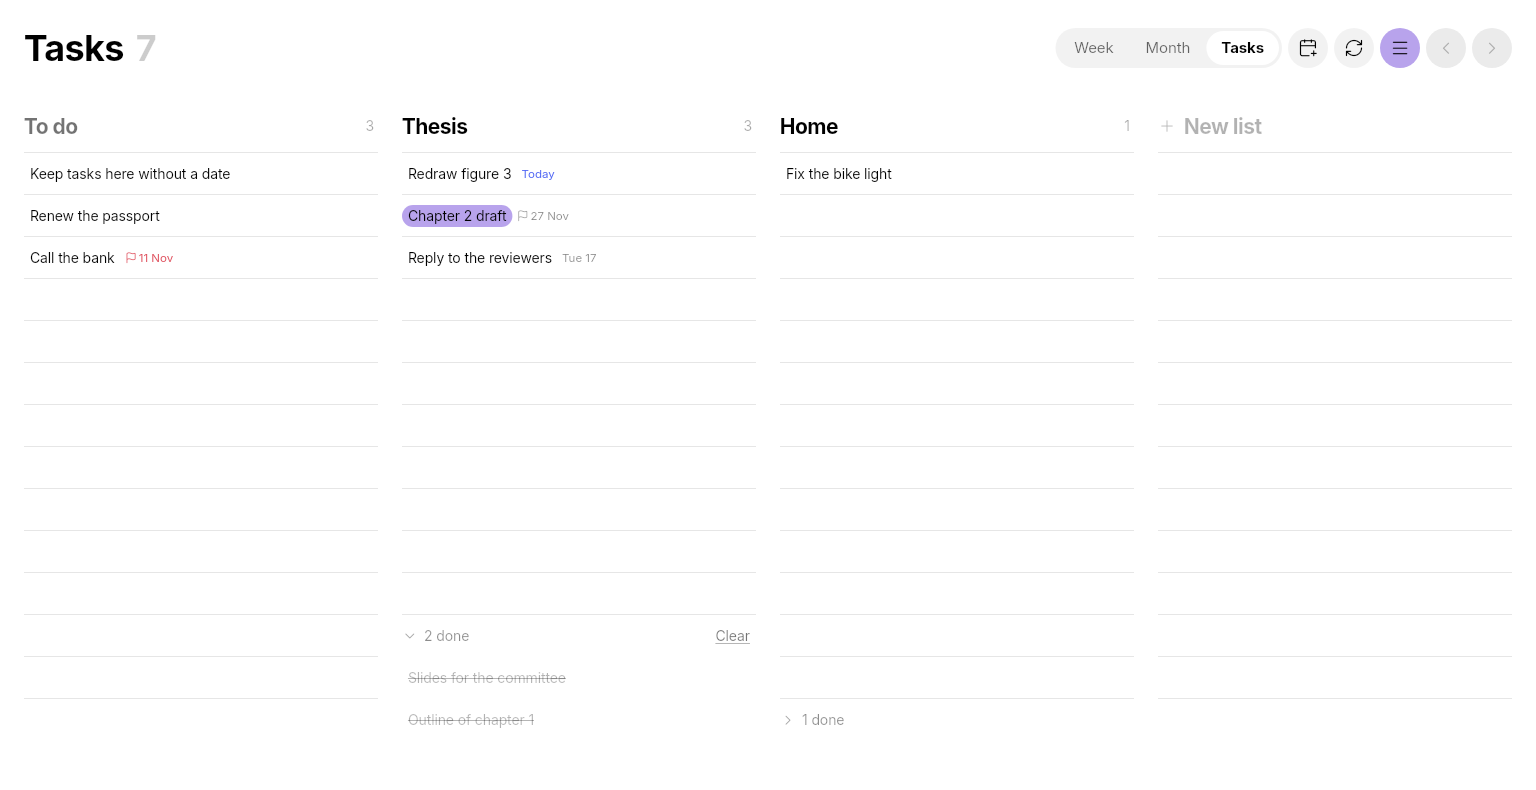 Tasks 7
Week Month Tasks
To do 3
Keep tasks here without a date
Renew the passport
Call the bank 11 Nov
Thesis 3
Redraw figure 3 Today
Chapter 2 draft 27 Nov
Reply to the reviewers Tue 17
2 done Clear
Slides for the committee
Outline of chapter 1
Home 1
Fix the bike light
1 done
+ New list